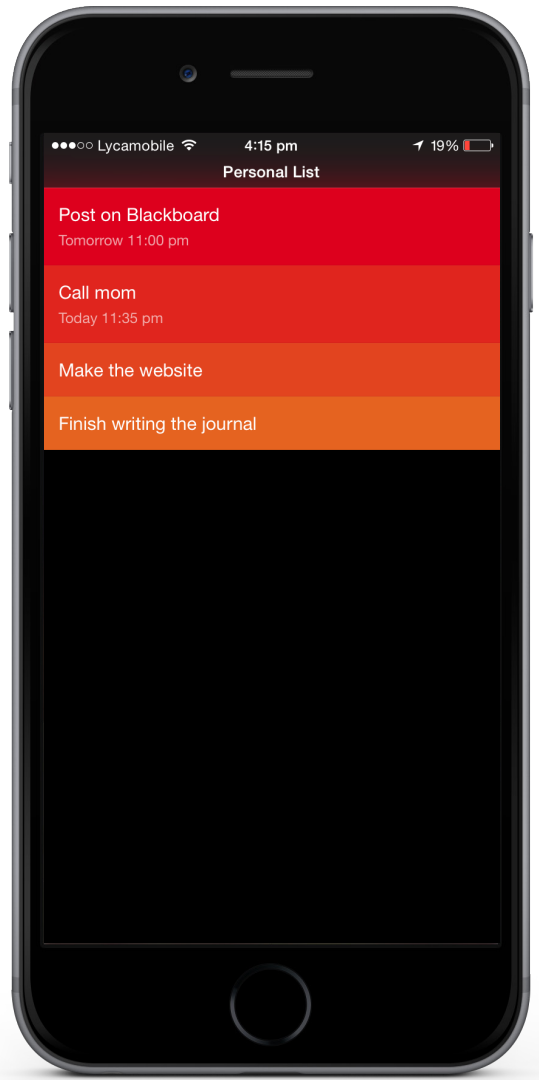 Lycamobile 4:15 pm 19%
Personal List
Post on Blackboard
Tomorrow 11:00 pm
Call mom
Today 11:35 pm
Make the website
Finish writing the journal